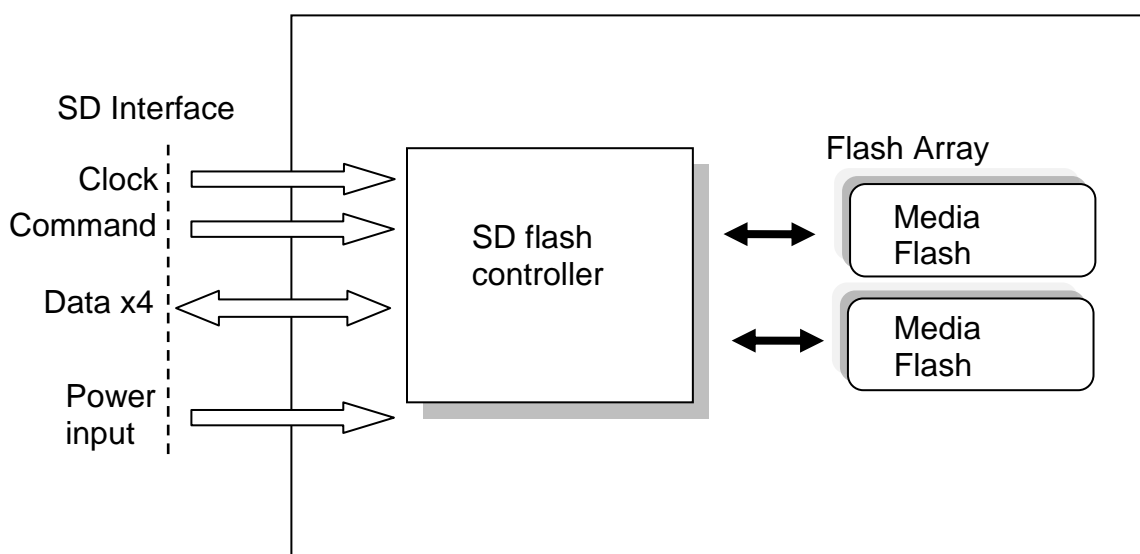 SD Interface
Clock
Command
Data x4
Power
input
SD flash
controller
Flash Array
Media
Flash
Media
Flash